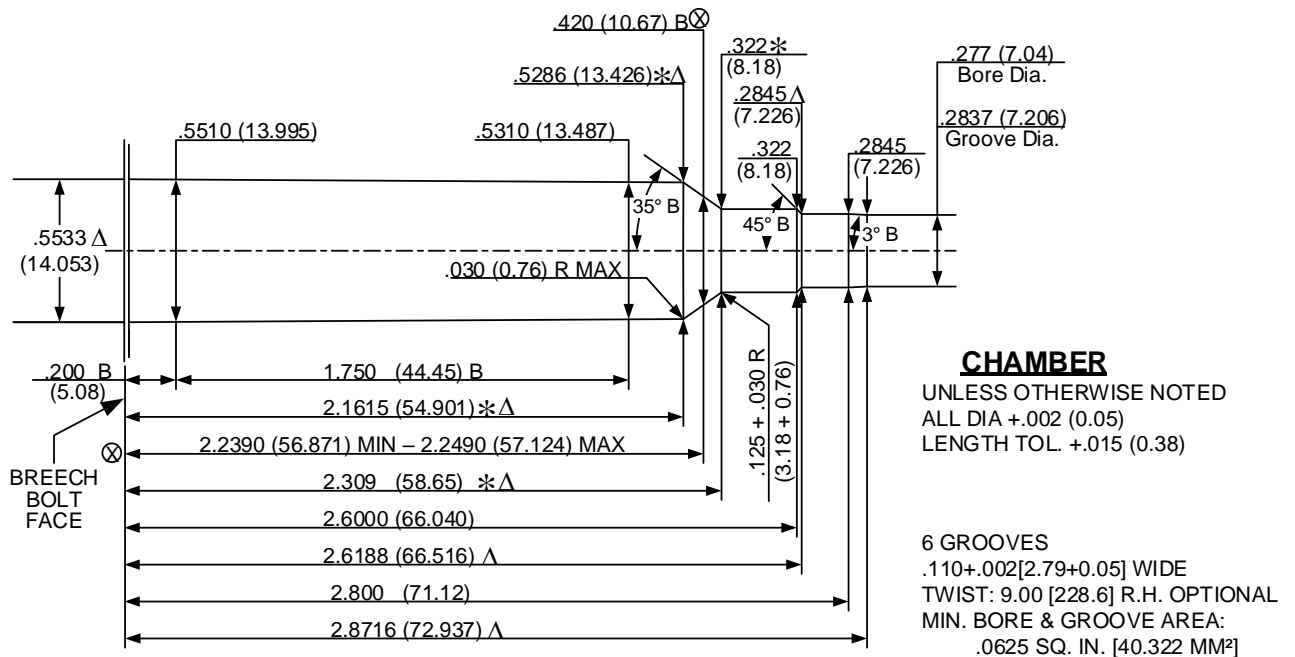 .420 (10.67) B⊗
.322*
(8.18)
.277 (7.04)
Bore Dia.
.5286 (13.426)*Δ
.2845Δ
(7.226)
.2837 (7.206)
Groove Dia.
.5510 (13.995)
.5310 (13.487)
.322
(8.18)
.2845
(7.226)
35° B
45° B
3° B
.5533 Δ
(14.053)
.030 (0.76) R MAX
.200 B
(5.08)
1.750 (44.45) B
.125 + .030 R
(3.18 + 0.76)
2.1615 (54.901)*Δ
⊗
2.2390 (56.871) MIN – 2.2490 (57.124) MAX
BREECH
BOLT
FACE
2.309 (58.65) *Δ
2.6000 (66.040)
2.6188 (66.516) Δ
2.800 (71.12)
2.8716 (72.937) Δ
CHAMBER
UNLESS OTHERWISE NOTED
ALL DIA +.002 (0.05)
LENGTH TOL. +.015 (0.38)
6 GROOVES
.110+.002[2.79+0.05] WIDE
TWIST: 9.00 [228.6] R.H. OPTIONAL
MIN. BORE & GROOVE AREA:
.0625 SQ. IN. [40.322 MM²]